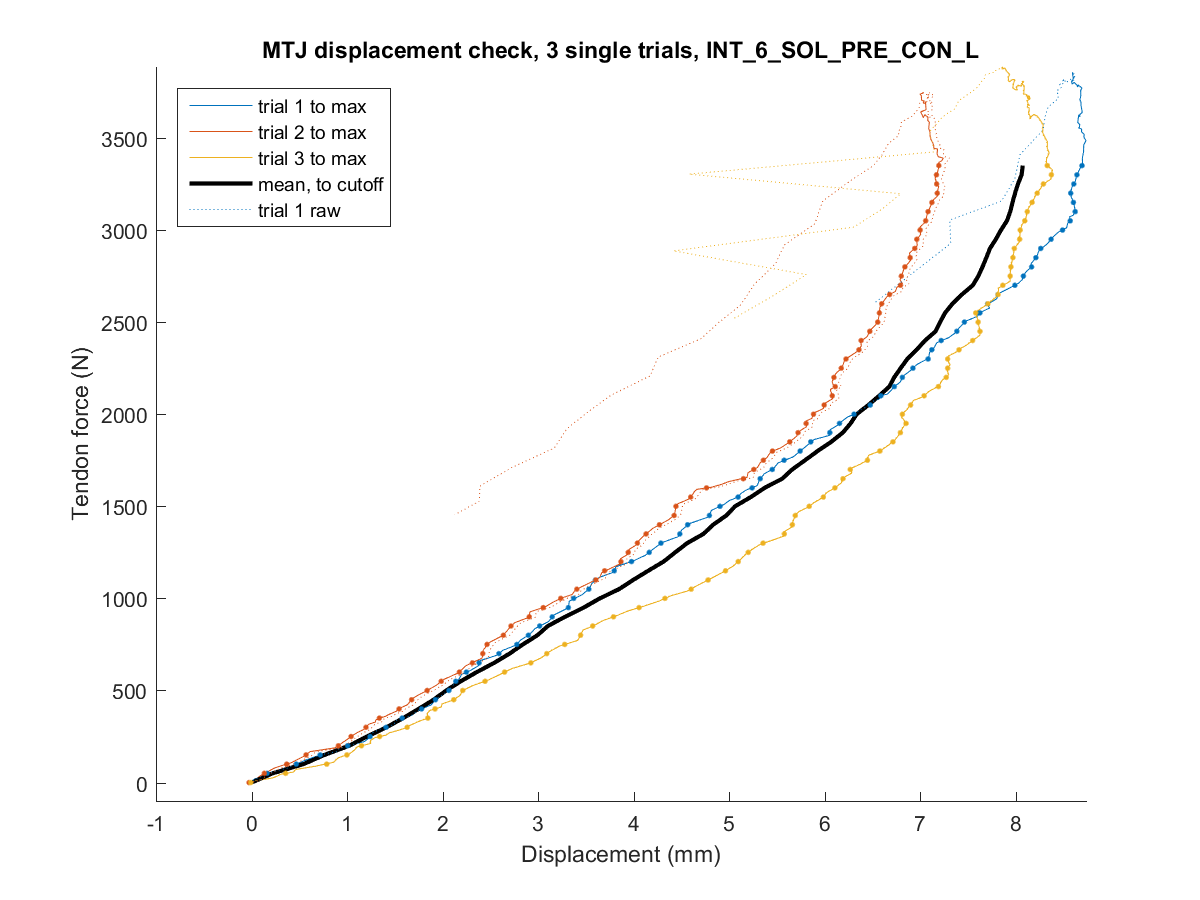 MTJ displacement check, 3 single trials, INT_6_SOL_PRE_CON_L
trial 1 to max
trial 2 to max
trial 3 to max
mean, to cutoff
trial 1 raw
3500
3000
2500
2000
1500
1000
500
0
Tendon force (N)
-1 0 1 2 3 4 5 6 7 8
Displacement (mm)